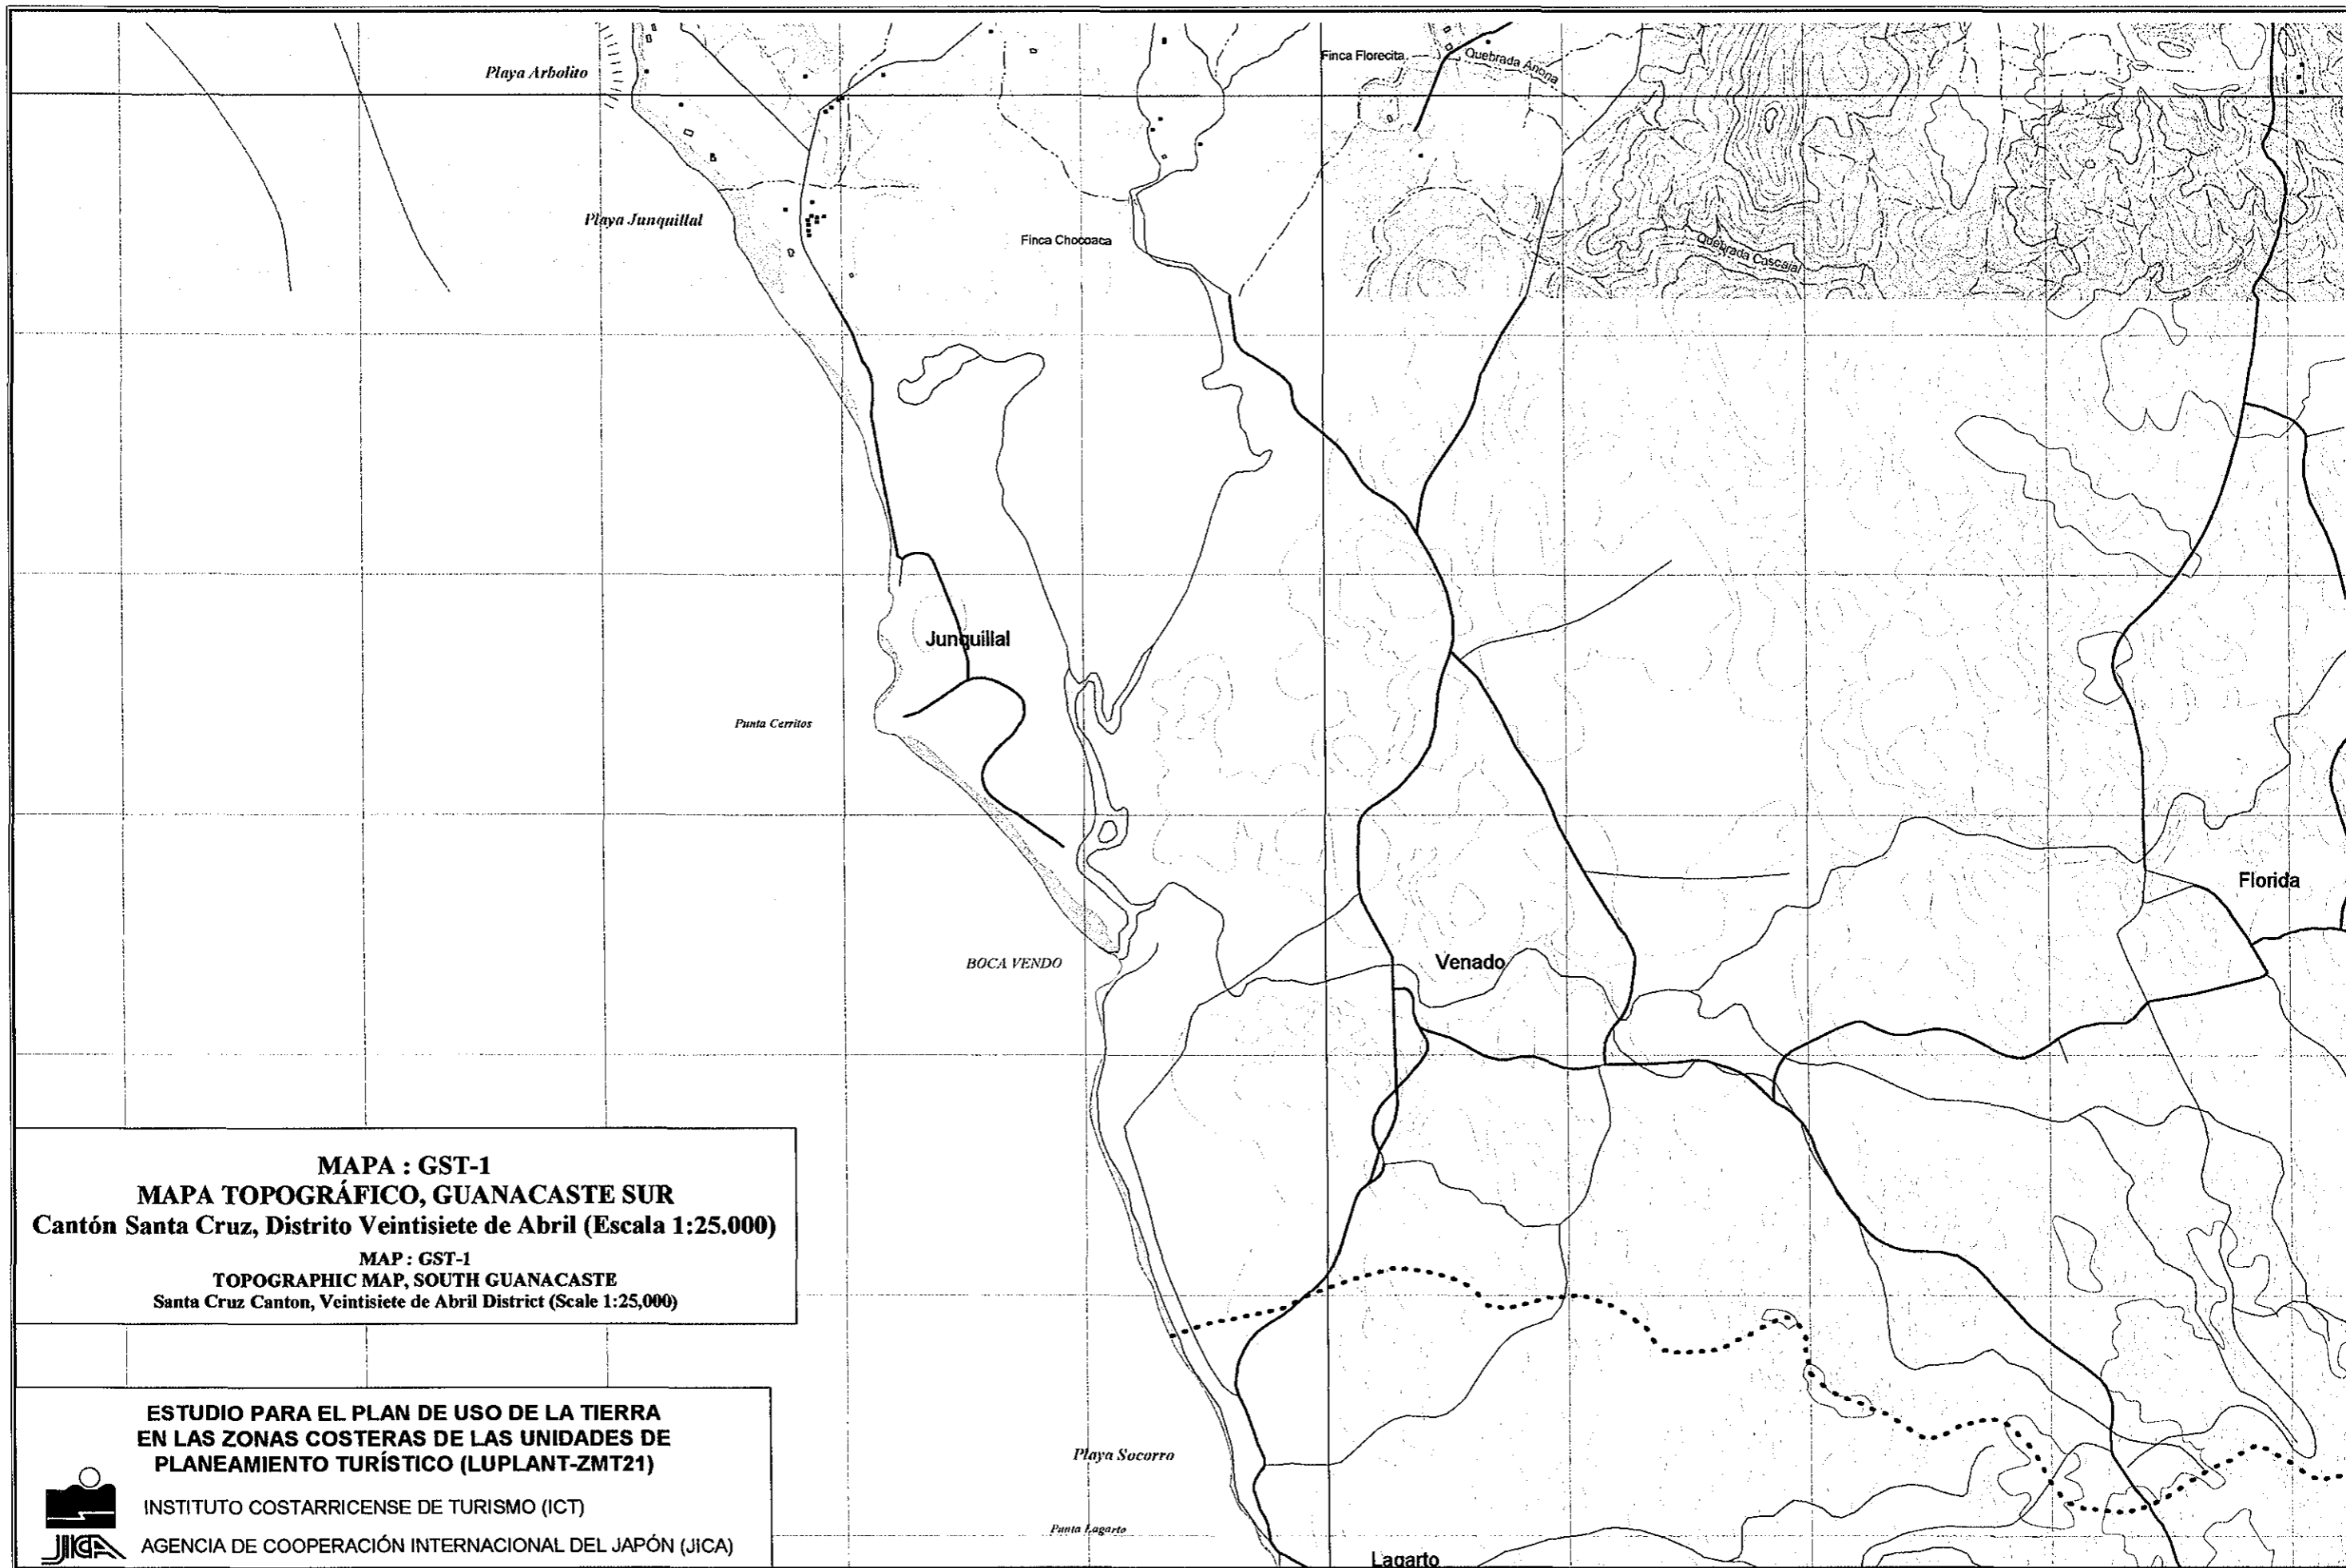 Playa Arbolito
Finca Florecita
Quebrada Anona
Playa Junquillal
Finca Chocoaca
Quebrada Cascajal
Junquillal
Punta Cerritos
Florida
BOCA VENDO
Venado
MAPA : GST-1
MAPA TOPOGRÁFICO, GUANACASTE SUR
Cantón Santa Cruz, Distrito Veintisiete de Abril (Escala 1:25.000)
MAP : GST-1
TOPOGRAPHIC MAP, SOUTH GUANACASTE
Santa Cruz Canton, Veintisiete de Abril District (Scale 1:25,000)
ESTUDIO PARA EL PLAN DE USO DE LA TIERRA
EN LAS ZONAS COSTERAS DE LAS UNIDADES DE
PLANEAMIENTO TURÍSTICO (LUPLANT-ZMT21)
INSTITUTO COSTARRICENSE DE TURISMO (ICT)
JICA AGENCIA DE COOPERACIÓN INTERNACIONAL DEL JAPÓN (JICA)
Playa Socorro
Punta Lagarto
Lagarto